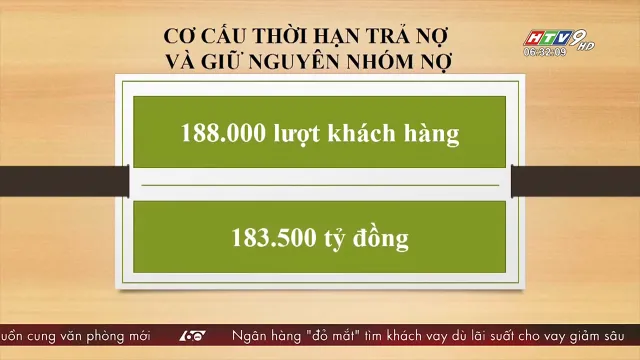 CƠ CẤU THỜI HẠN TRẢ NỢ
VÀ GIỮ NGUYÊN NHÓM NỢ
HTV9 HD
06:32:09
188.000 lượt khách hàng
183.500 tỷ đồng
uồn cung văn phòng mới
Ngân hàng "đỏ mắt" tìm khách vay dù lãi suất cho vay giảm sâu